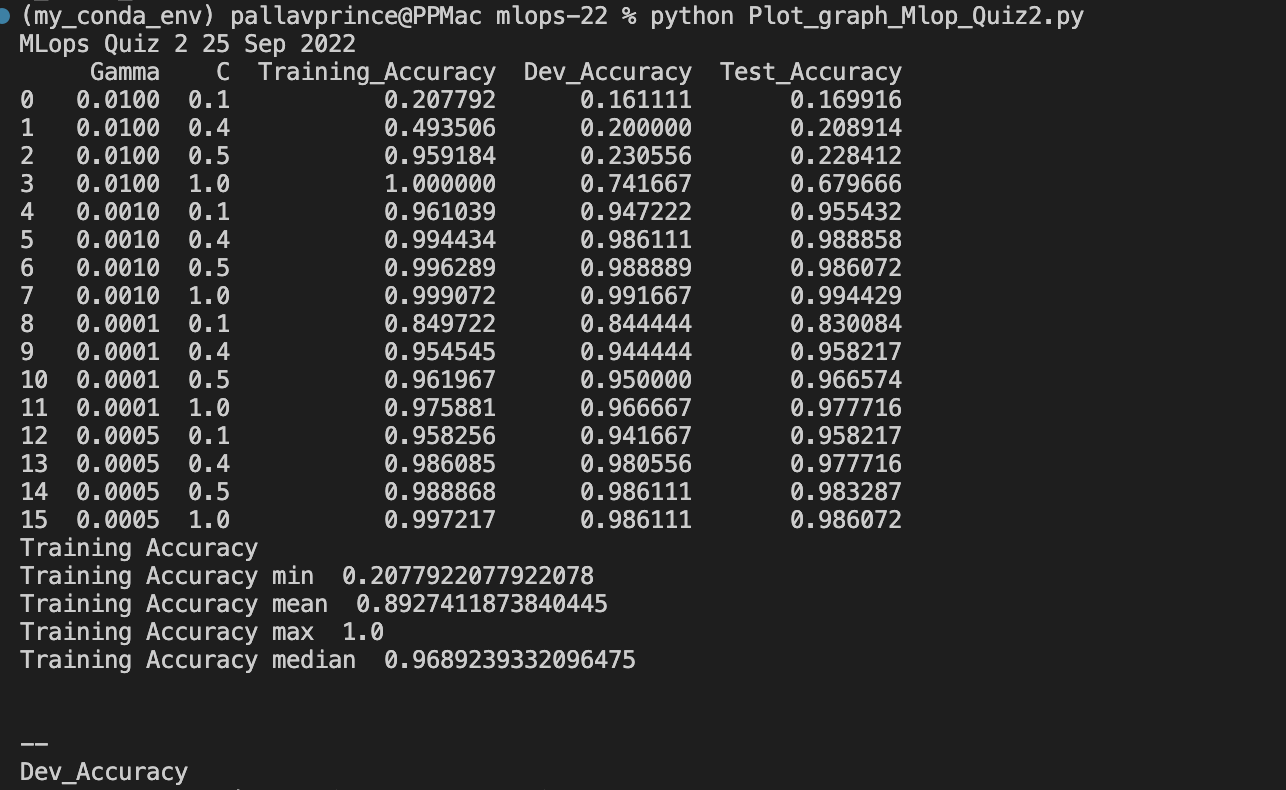 (my_conda_env) pallavprince@PPMac mlops-22 % python Plot_graph_Mlop_Quiz2.py
MLops Quiz 2 25 Sep 2022
     Gamma    C  Training_Accuracy  Dev_Accuracy  Test_Accuracy
0   0.0100  0.1           0.207792      0.161111       0.169916
1   0.0100  0.4           0.493506      0.200000       0.208914
2   0.0100  0.5           0.959184      0.230556       0.228412
3   0.0100  1.0           1.000000      0.741667       0.679666
4   0.0010  0.1           0.961039      0.947222       0.955432
5   0.0010  0.4           0.994434      0.986111       0.988858
6   0.0010  0.5           0.996289      0.988889       0.986072
7   0.0010  1.0           0.999072      0.991667       0.994429
8   0.0001  0.1           0.849722      0.844444       0.830084
9   0.0001  0.4           0.954545      0.944444       0.958217
10  0.0001  0.5           0.961967      0.950000       0.966574
11  0.0001  1.0           0.975881      0.966667       0.977716
12  0.0005  0.1           0.958256      0.941667       0.958217
13  0.0005  0.4           0.986085      0.980556       0.977716
14  0.0005  0.5           0.988868      0.986111       0.983287
15  0.0005  1.0           0.997217      0.986111       0.986072
Training Accuracy
Training Accuracy min  0.2077922077922078
Training Accuracy mean  0.8927411873840445
Training Accuracy max  1.0
Training Accuracy median  0.9689239332096475
__
Dev_Accuracy